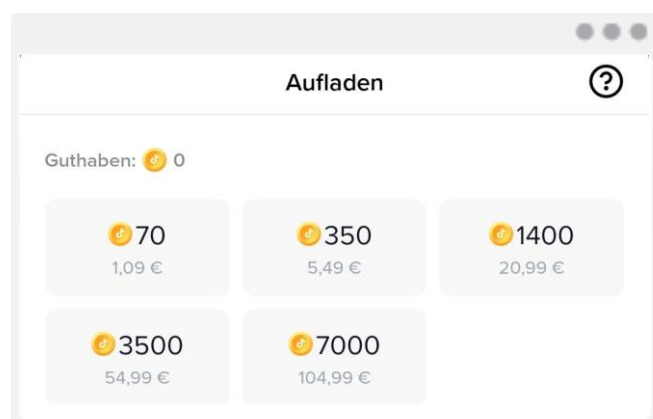 Aufladen ?
Guthaben: 0
70 350 1400
1,09 € 5,49 € 20,99 €
3500 7000
54,99 € 104,99 €